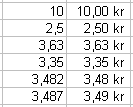 10 10,00 kr
2,5 2,50 kr
3,63 3,63 kr
3,35 3,35 kr
3,482 3,48 kr
3,487 3,49 kr